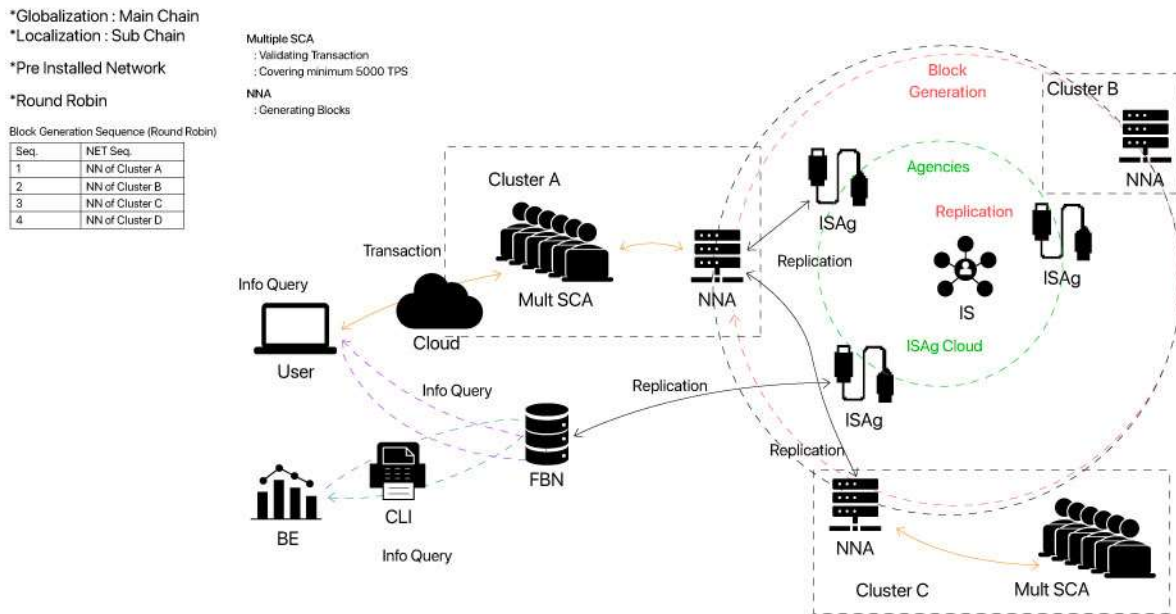 *Globalization : Main Chain
*Localization : Sub Chain
*Pre Installed Network
*Round Robin
Block Generation Sequence (Round Robin)
Seq. NET Seq.
1 NN of Cluster A
2 NN of Cluster B
3 NN of Cluster C
4 NN of Cluster D
Multiple SCA
: Validating Transaction
: Covering minimum 5000 TPS
NNA
: Generating Blocks
Block
Generation
Cluster B
NNA
Cluster A
Agencies
ISAg
Replication
ISAg
Transaction
Replication
Mult SCA
NNA
IS
Info Query
Cloud
User
ISAg Cloud
Info Query
Replication
ISAg
Replication
FBN
BE
CLI
Info Query
NNA
Cluster C
Mult SCA